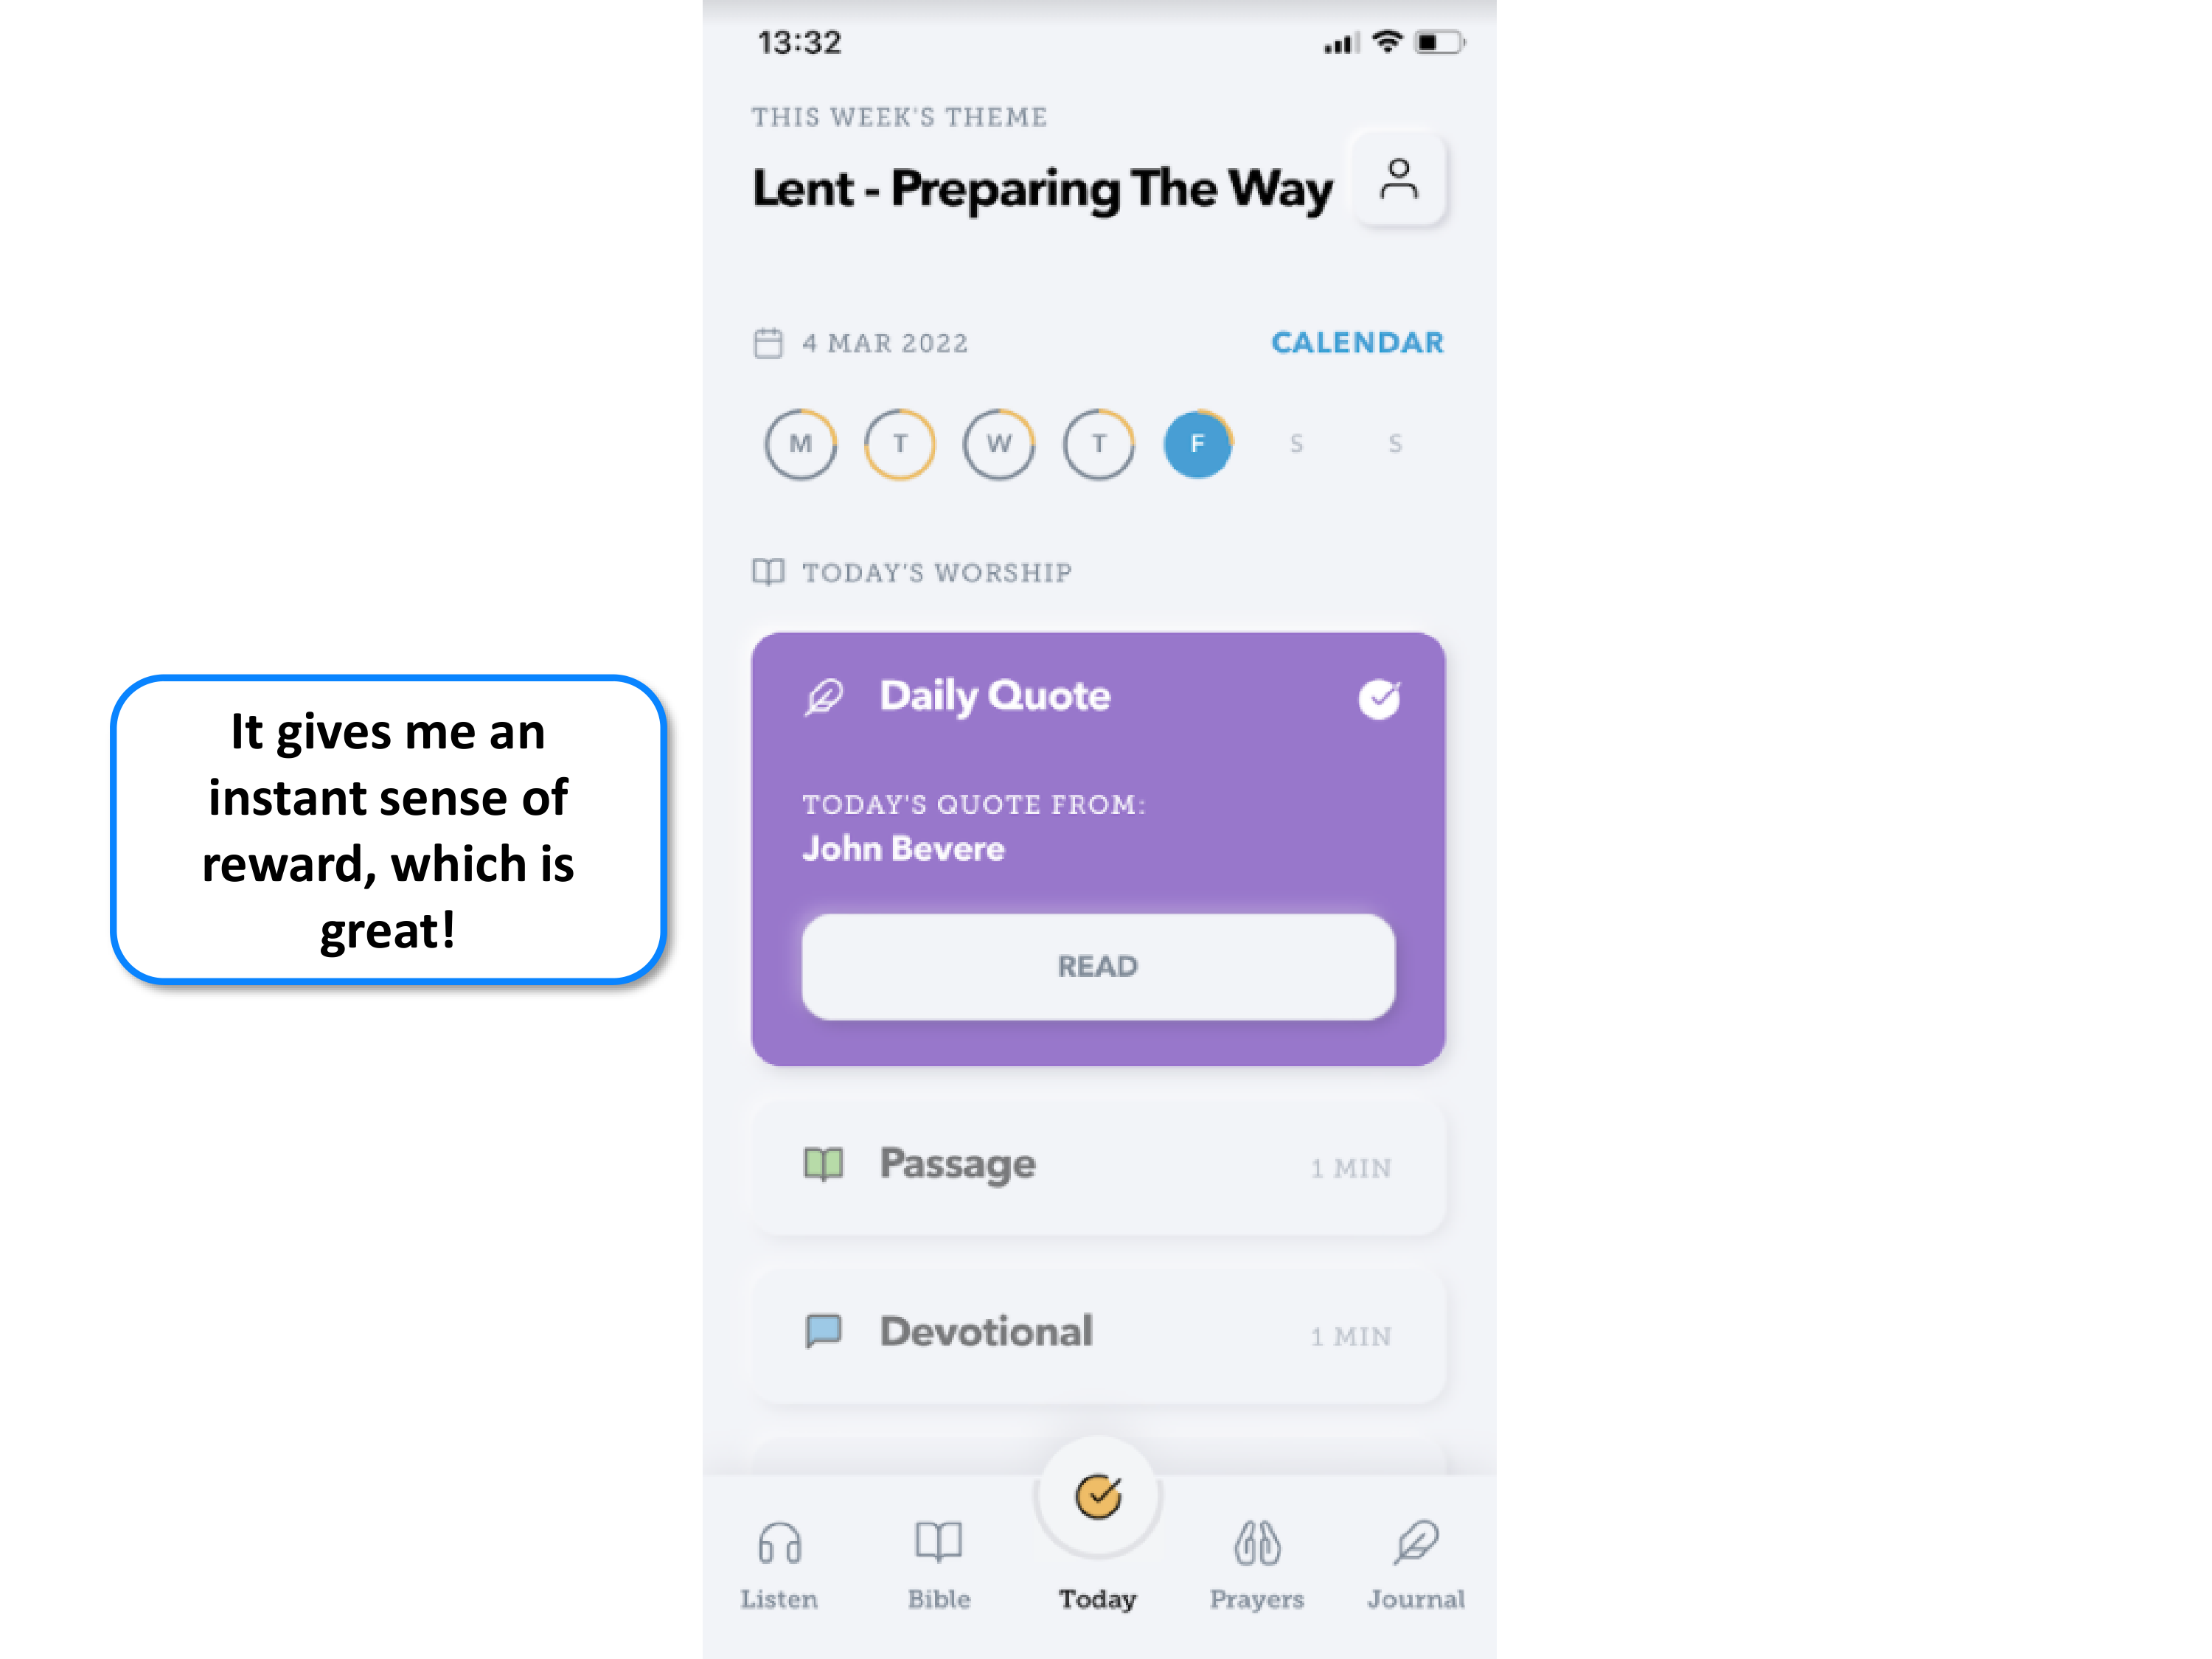 13:32
THIS WEEK'S THEME
Lent - Preparing The Way
4 MAR 2022
CALENDAR
M T W T F S S
TODAY'S WORSHIP
It gives me an
instant sense of
reward, which is
great!
Daily Quote
TODAY'S QUOTE FROM:
John Bevere
READ
Passage
1 MIN
Devotional
1 MIN
Listen
Bible
Today
Prayers
Journal